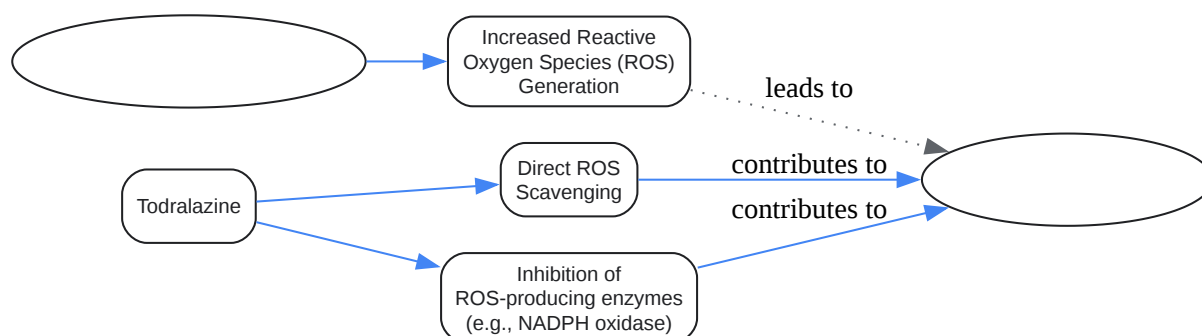 Increased Reactive
Oxygen Species (ROS)
Generation
leads to
Direct ROS
Scavenging
contributes to
Todralazine
contributes to
Inhibition of
ROS-producing enzymes
(e.g., NADPH oxidase)